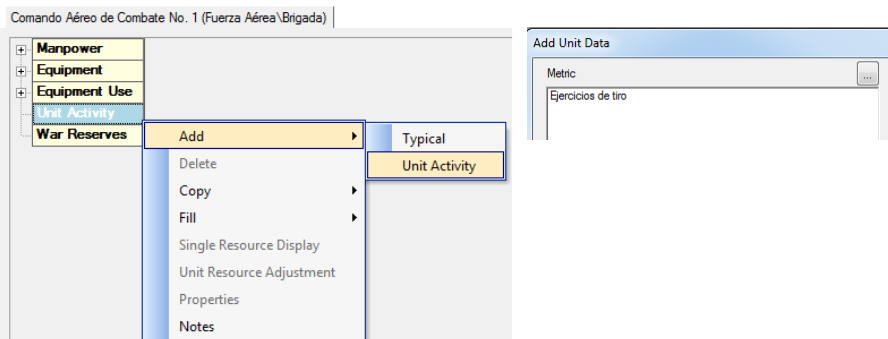 Comando Aéreo de Combate No. 1 (Fuerza Aérea\Brigada)
Manpower
Equipment
Equipment Use
Unit Activity
War Reserves
Add
Delete
Copy
Fill
Single Resource Display
Unit Resource Adjustment
Properties
Notes
Typical
Unit Activity
Add Unit Data
Metric
...
Ejercicios de tiro